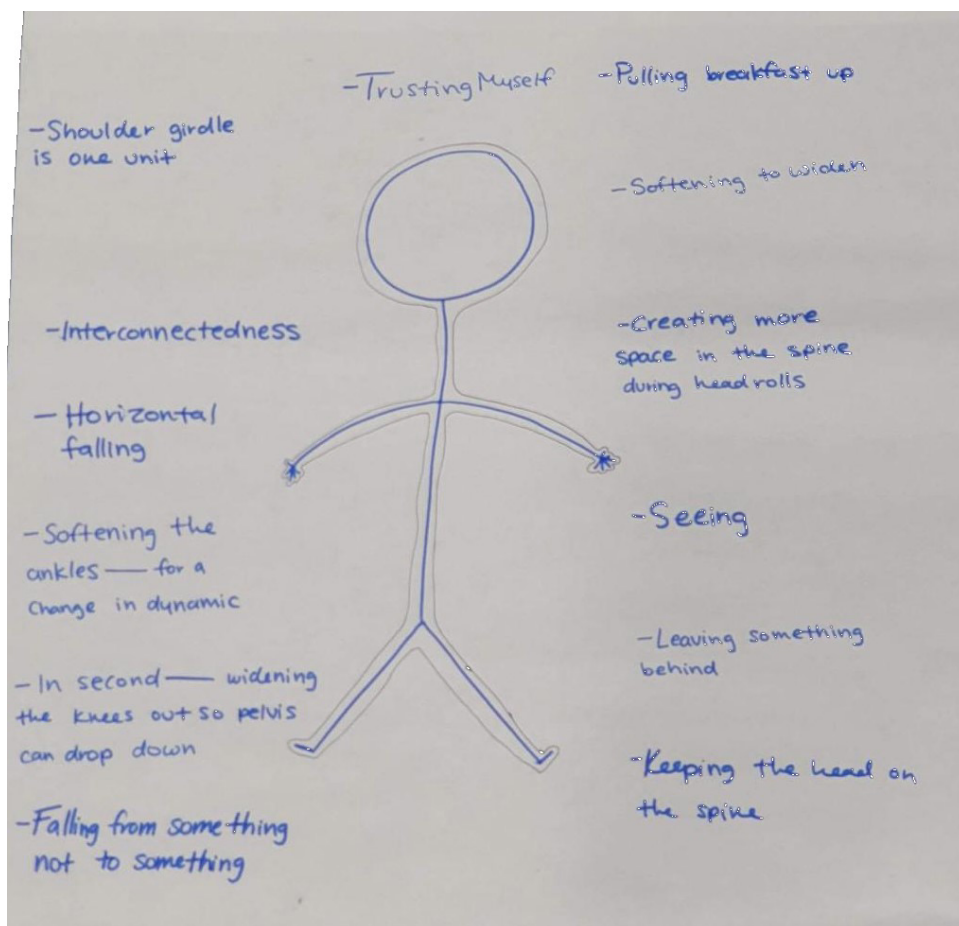 -Trusting Myself
-Pulling breakfast up
-Shoulder girdle
is one unit
-Softening to widen
-Interconnectedness
-Creating more
space in the spine
during head rolls
-Horizontal
falling
-Seeing
-Softening the
ankles — for a
change in dynamic
-Leaving something
behind
-In second — widening
the knees out so pelvis
can drop down
-Keeping the head on
the spine
-Falling from something
not to something